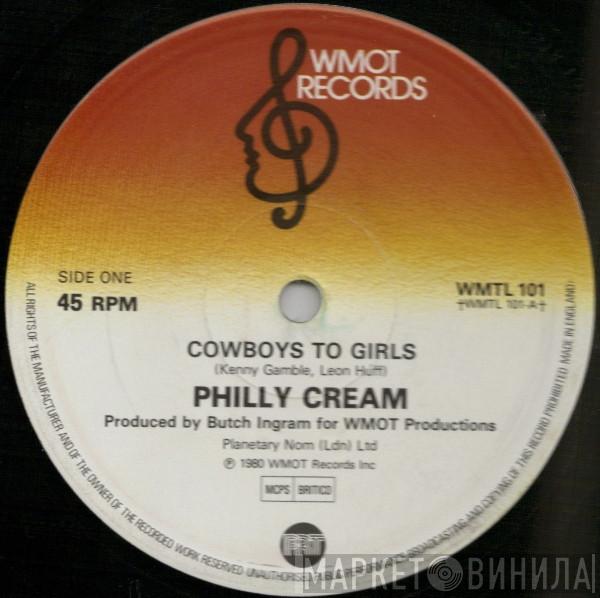 WMOT
RECORDS
SIDE ONE
45 RPM
WMTL 101
†WMTL 101-A†
COWBOYS TO GIRLS
(Kenny Gamble, Leon Huff)
PHILLY CREAM
Produced by Butch Ingram for WMOT Productions
Planetary Nom (Ldn) Ltd
℗ 1980 WMOT Records Inc
MCPS BRITICO
ALL RIGHTS OF THE MANUFACTURER AND OF THE OWNER OF THE RECORDED WORK RESERVED UNAUTHORISED PUBLIC PERFORMANCE BROADCASTING AND COPYING OF THIS RECORD PROHIBITED MADE IN ENGLAND
МАРКЕТ ВИНИЛА